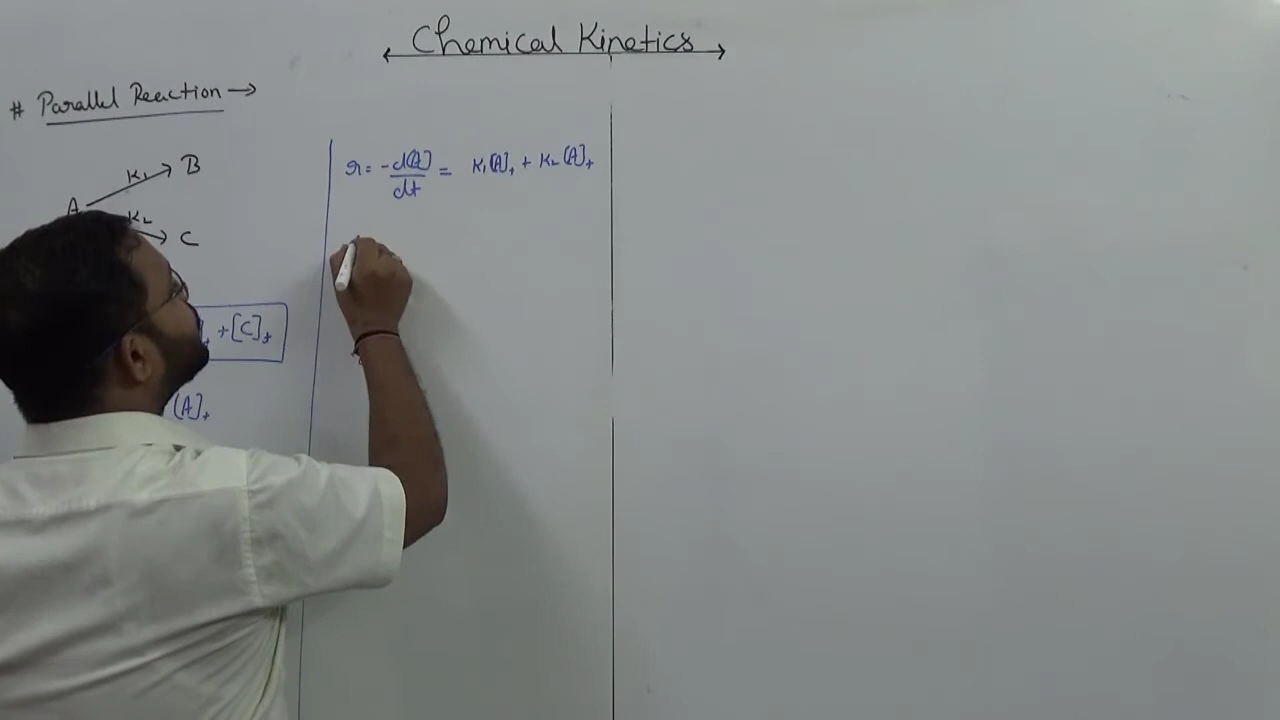 Chemical Kinetics
# Parallel Reaction →
K₁ B
A
K₂ C
+ [C]ₜ
(A]ₜ
r = -d[A]/dt = K₁[A]ₜ + K₂[A]ₜ